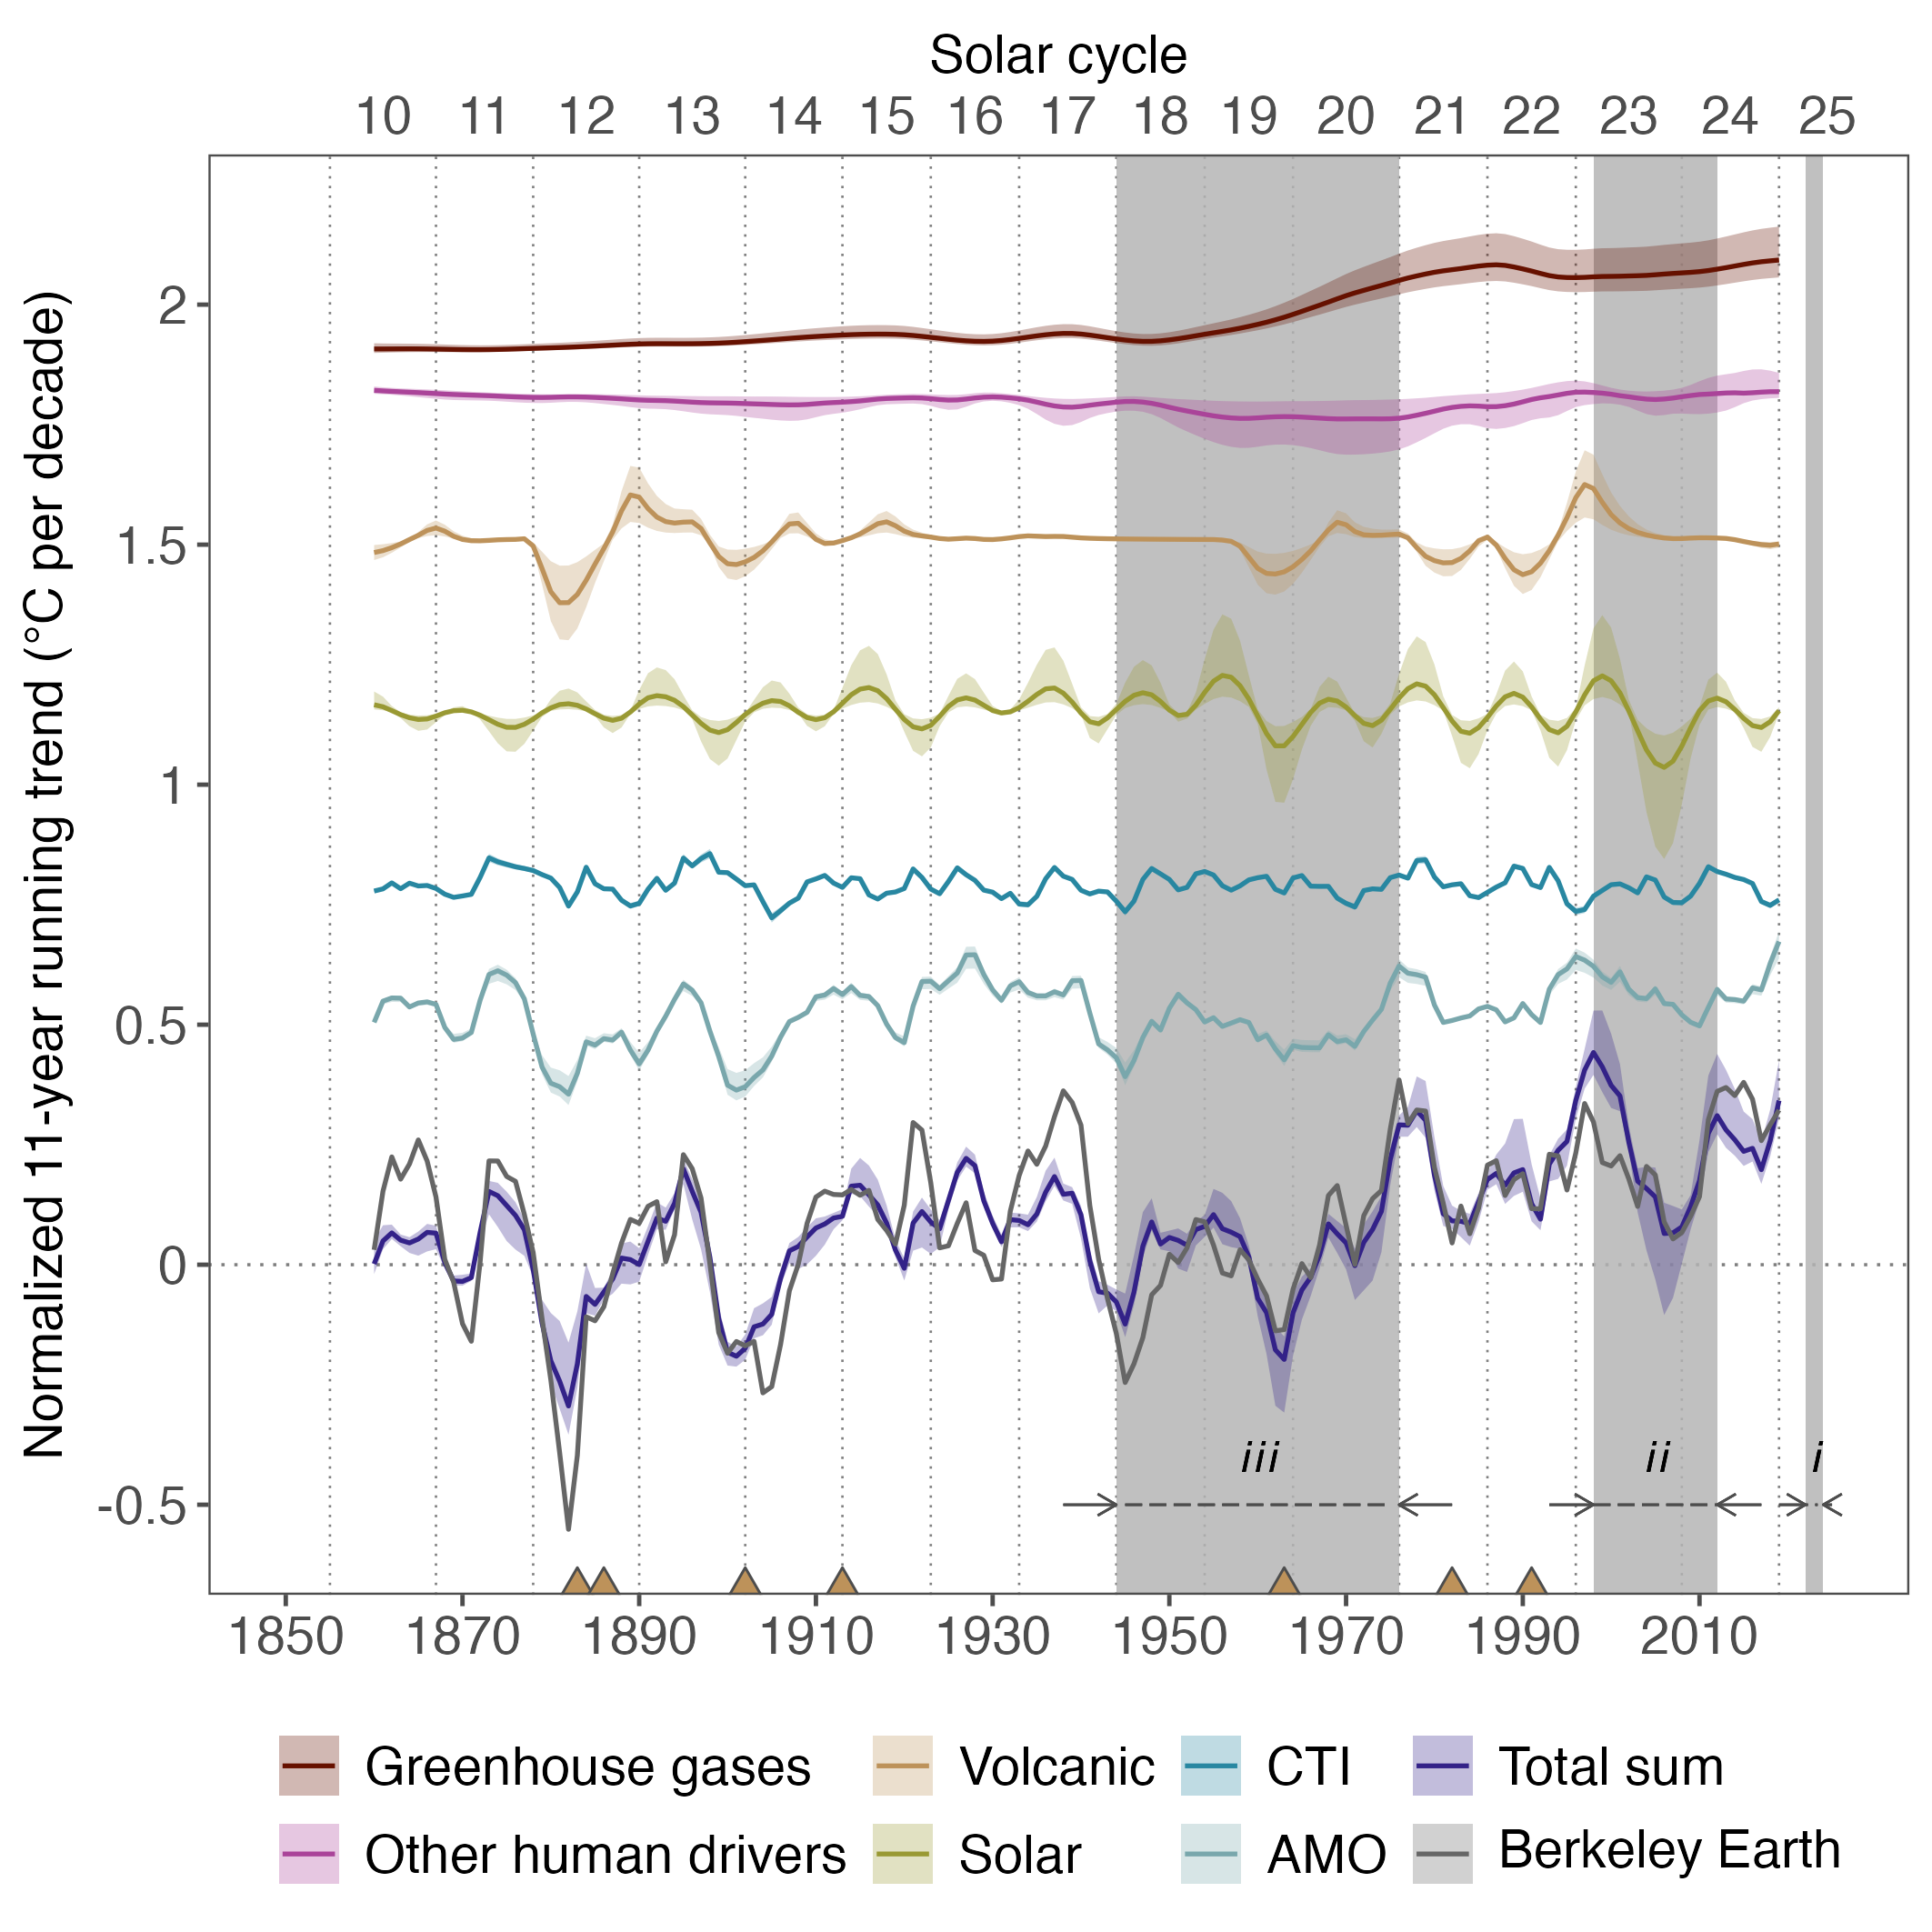 Solar cycle
10 11 12 13 14 15 16 17 18 19 20 21 22 23 24 25
Normalized 11-year running trend (°C per decade)
2
1.5
1
0.5
0
-0.5
iii ii i
1850 1870 1890 1910 1930 1950 1970 1990 2010
Greenhouse gases Volcanic CTI Total sum
Other human drivers Solar AMO Berkeley Earth